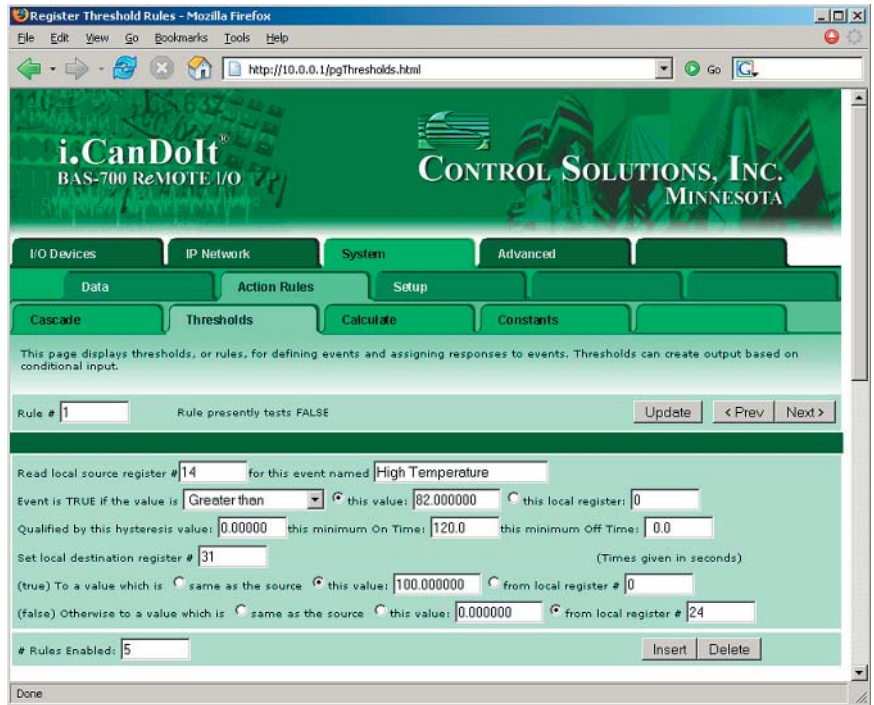 Register Threshold Rules - Mozilla Firefox
File Edit View Go Bookmarks Tools Help
http://10.0.0.1/pgThresholds.html Go G
i.CanDoIt®
BAS-700 ReMOTE I/O
CONTROL SOLUTIONS, INC.
MINNESOTA
I/O Devices IP Network System Advanced
Data Action Rules Setup
Cascade Thresholds Calculate Constants
This page displays thresholds, or rules, for defining events and assigning responses to events. Thresholds can create output based on
conditional input.
Rule # 1 Rule presently tests FALSE Update < Prev Next >
Read local source register # 14 for this event named High Temperature
Event is TRUE if the value is Greater than this value: 82.000000 this local register: 0
Qualified by this hysteresis value: 0.00000 this minimum On Time: 120.0 this minimum Off Time: 0.0
Set local destination register # 31 (Times given in seconds)
(true) To a value which is same as the source this value: 100.000000 from local register # 0
(false) Otherwise to a value which is same as the source this value: 0.000000 from local register # 24
# Rules Enabled: 5 Insert Delete
Done